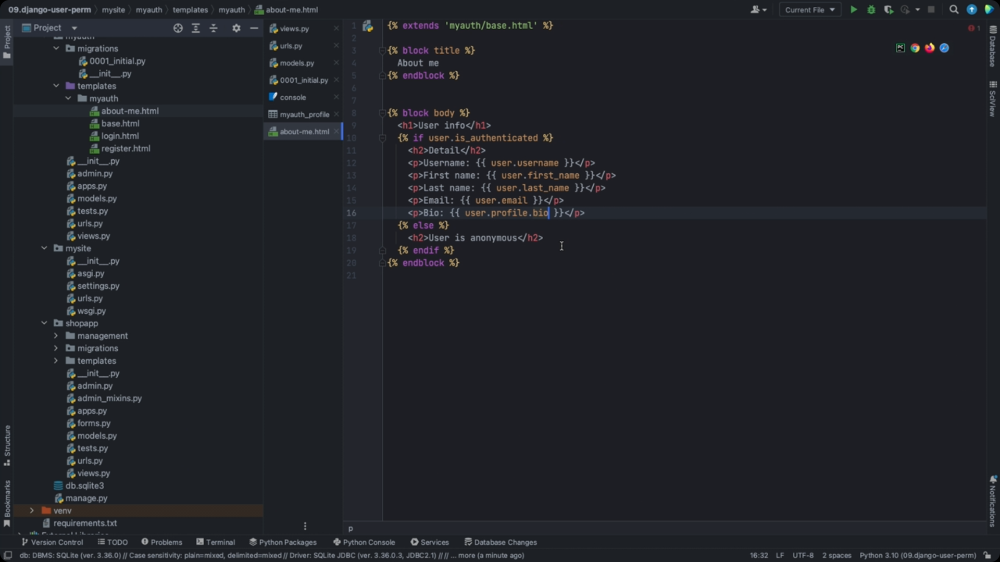 09.django-user-perm
mysite
myauth
templates
myauth
about-me.html
Current File
Project
Project
migrations
0001_initial.py
__init__.py
templates
myauth
about-me.html
base.html
login.html
register.html
__init__.py
admin.py
apps.py
models.py
tests.py
urls.py
views.py
mysite
__init__.py
asgi.py
settings.py
urls.py
wsgi.py
shopapp
management
migrations
templates
__init__.py
admin.py
admin_mixins.py
apps.py
forms.py
models.py
tests.py
urls.py
views.py
db.sqlite3
manage.py
venv
requirements.txt
Structure
Bookmarks
views.py
urls.py
models.py
0001_initial.py
console
myauth_profile
about-me.html
1 {% extends 'myauth/base.html' %}
2
3 {% block title %}
4 About me
5 {% endblock %}
6
7
8 {% block body %}
9 <h1>User info</h1>
10 {% if user.is_authenticated %}
11 <h2>Detail</h2>
12 <p>Username: {{ user.username }}</p>
13 <p>First name: {{ user.first_name }}</p>
14 <p>Last name: {{ user.last_name }}</p>
15 <p>Email: {{ user.email }}</p>
16 <p>Bio: {{ user.profile.bio }}</p>
17 {% else %}
18 <h2>User is anonymous</h2>
19 {% endif %}
20 {% endblock %}
21
1
PC
Database
SciView
Notifications
p
Version Control
TODO
Problems
Terminal
Python Packages
Python Console
Services
Database Changes
db: DBMS: SQLite (ver. 3.36.0) // Case sensitivity: plain=mixed, delimited=mixed // Driver: SQLite JDBC (ver. 3.36.0.3, JDBC2.1) // // ... more (a minute ago)
16:32
LF
UTF-8
2 spaces
Python 3.10 (09.django-user-perm)